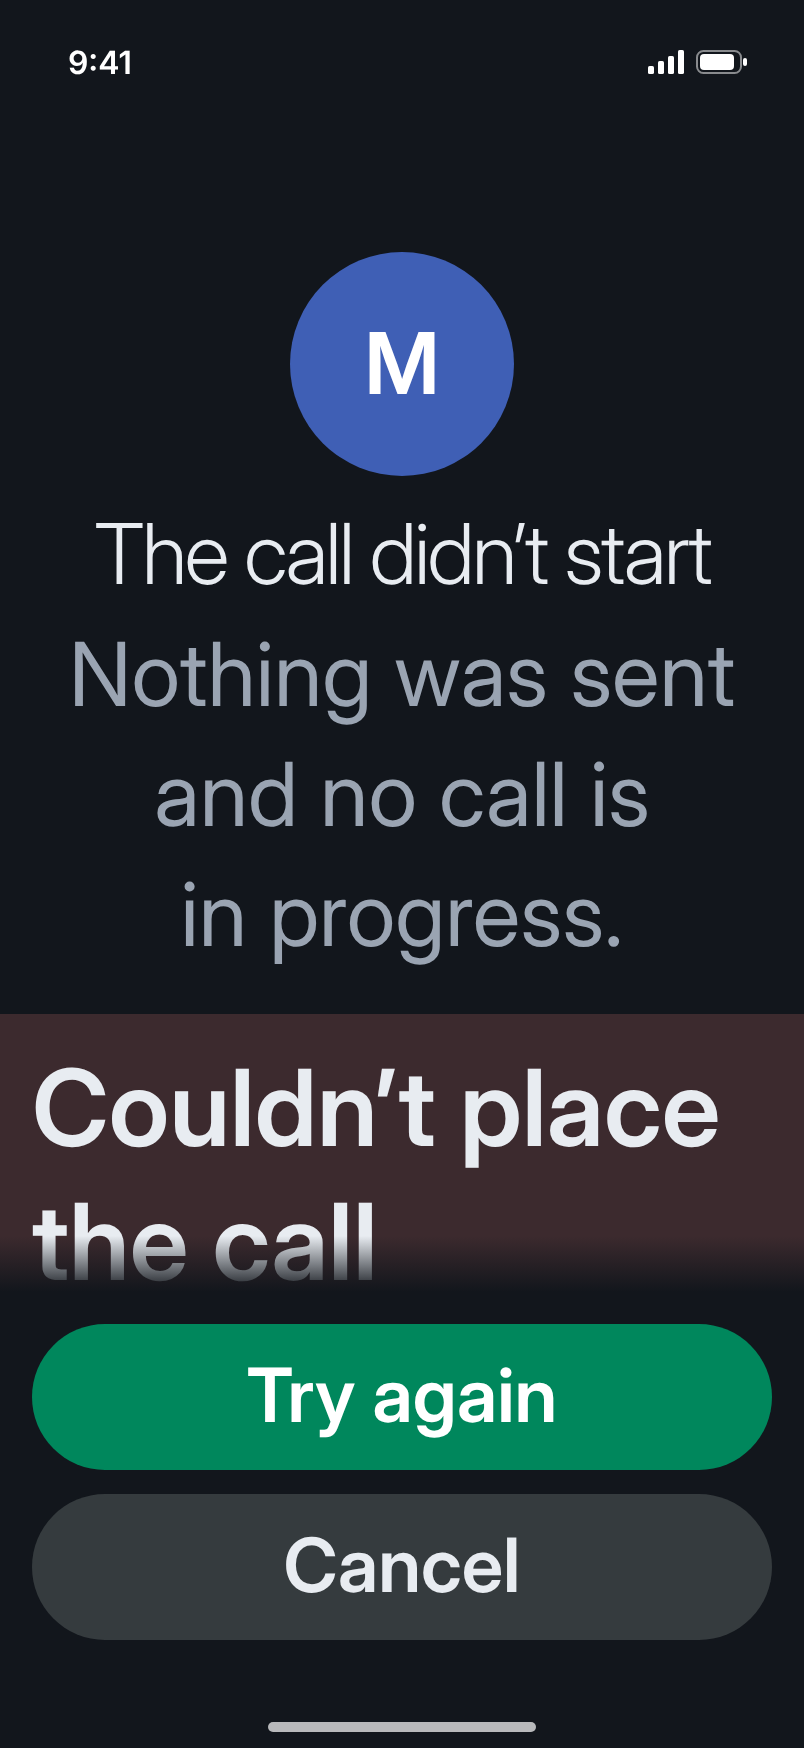 9:41
M
The call didn’t start
Nothing was sent
and no call is
in progress.
Couldn’t place
the call
Try again
Cancel